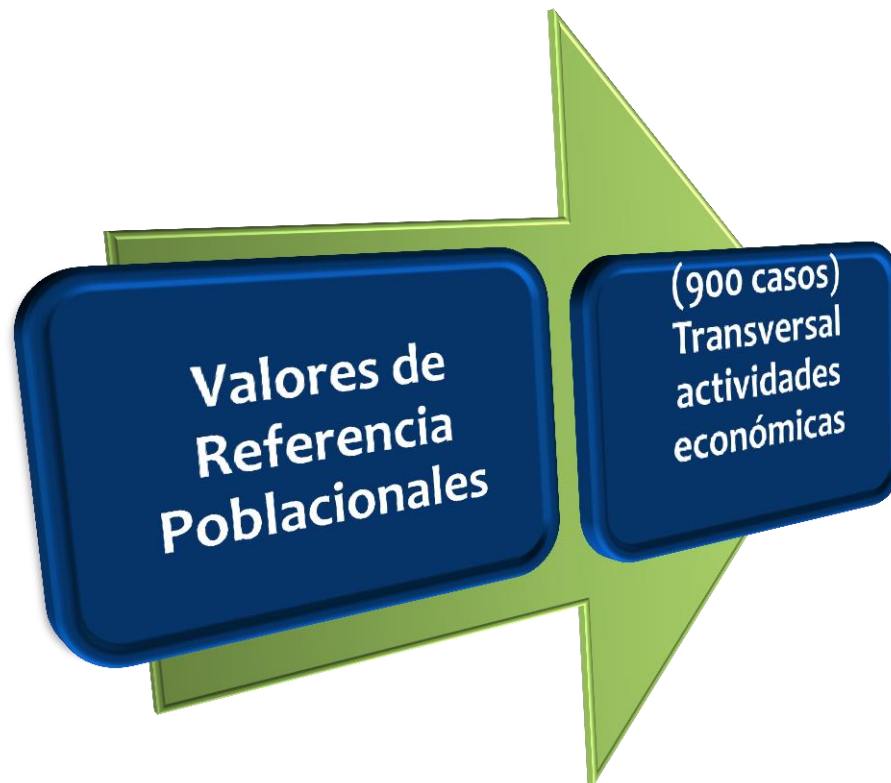 Valores de
Referencia
Poblacionales
(900 casos)
Transversal
actividades
económicas